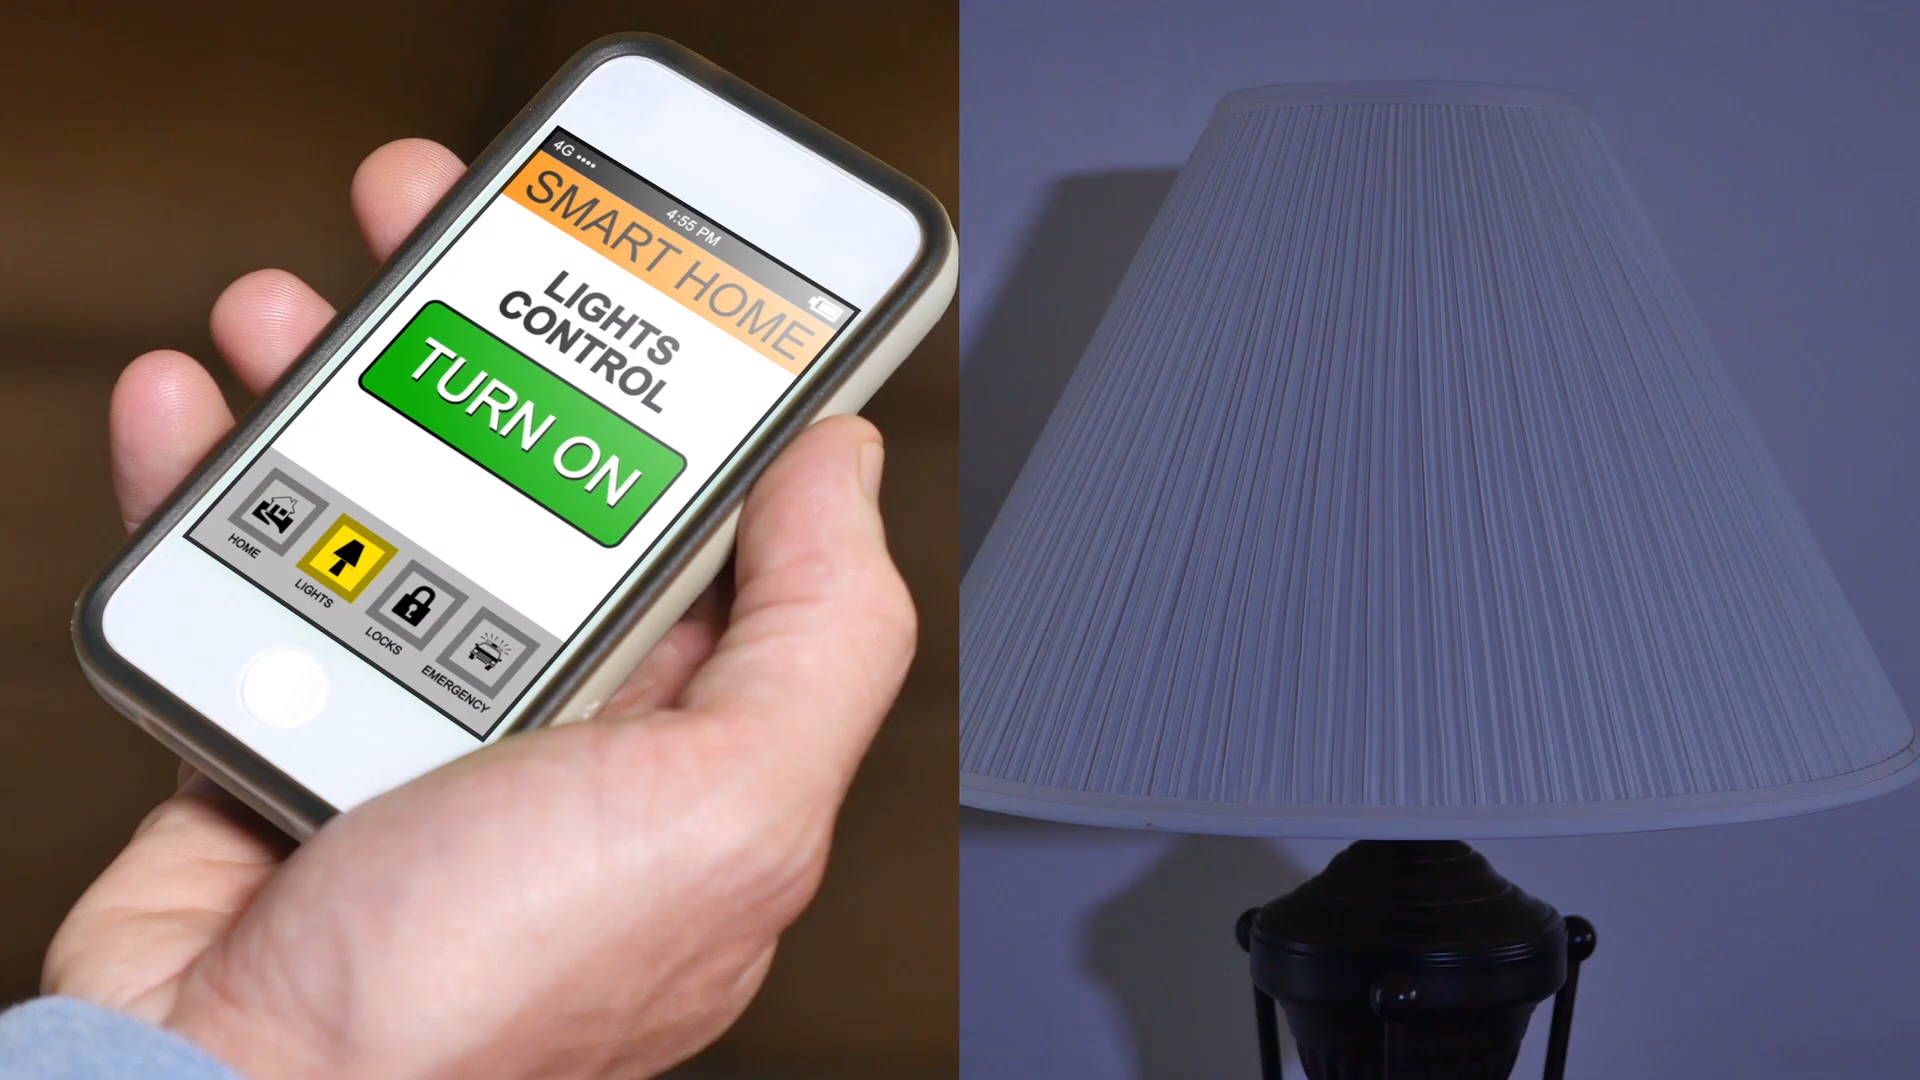 4G
4:55 PM
SMART HOME
LIGHTS
CONTROL
TURN ON
HOME
LIGHTS
LOCKS
EMERGENCY